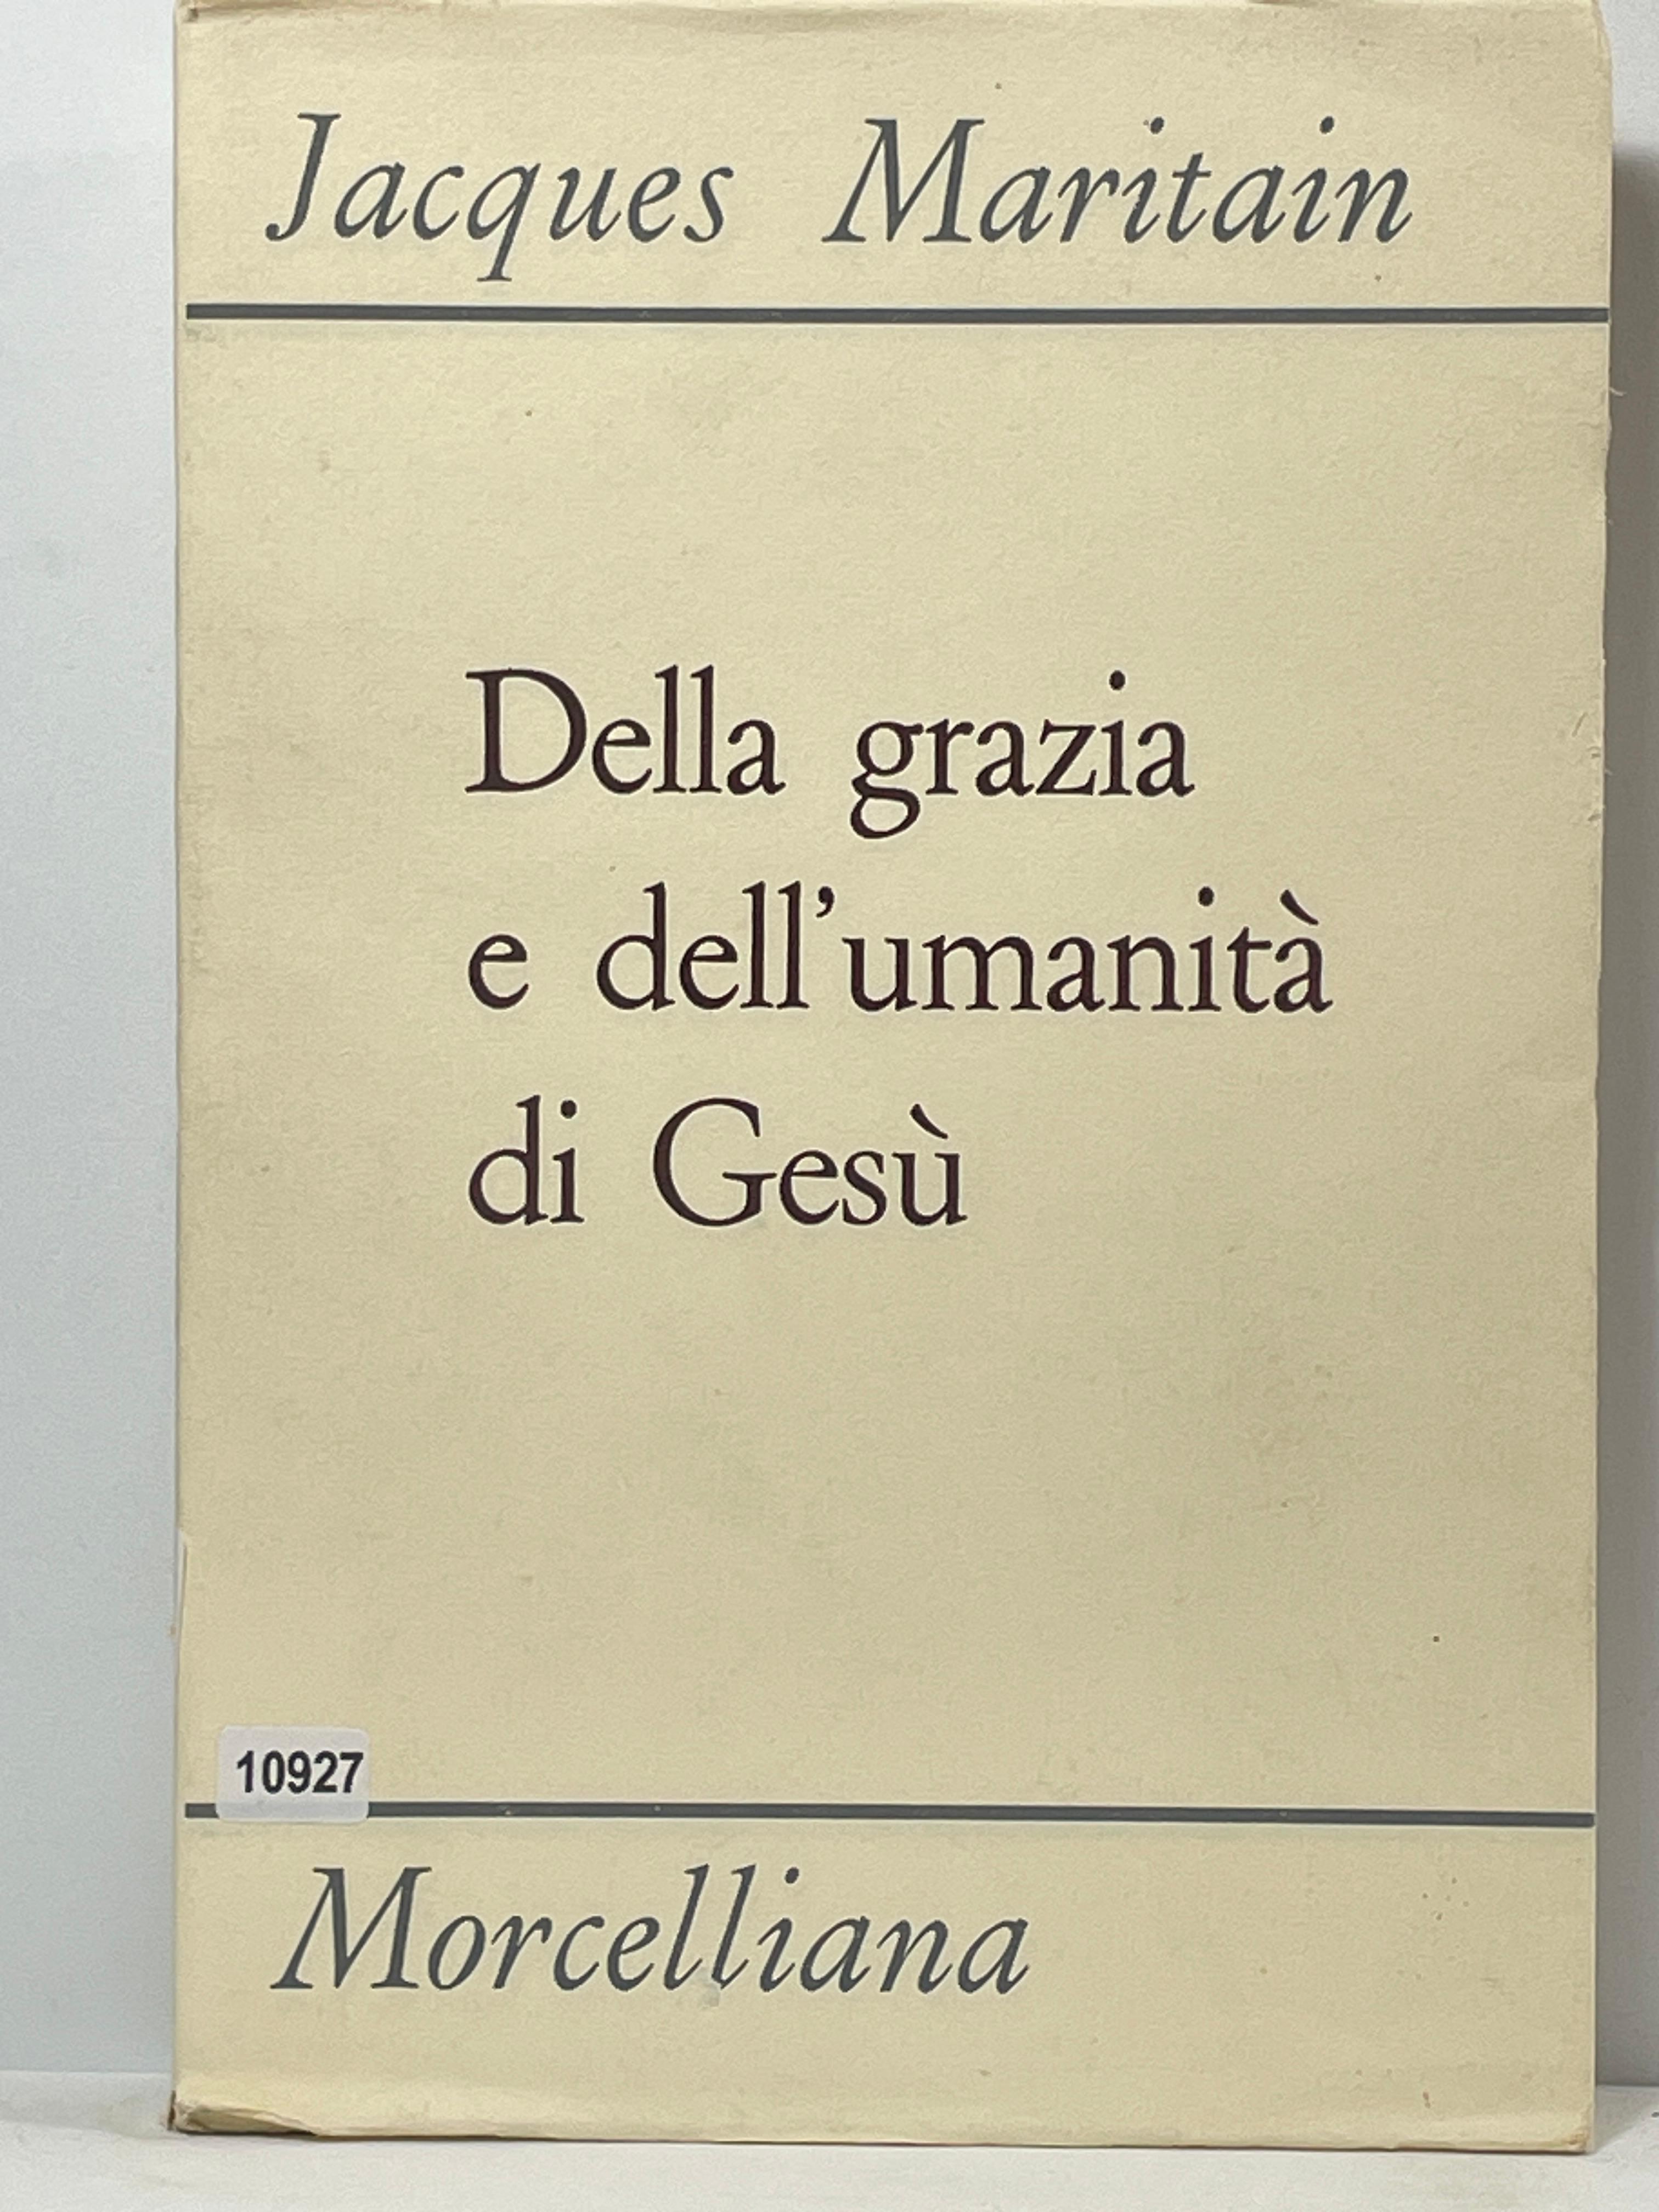 Jacques Maritain
Della grazia
e dell'umanità
di Gesù
10927
Morcelliana